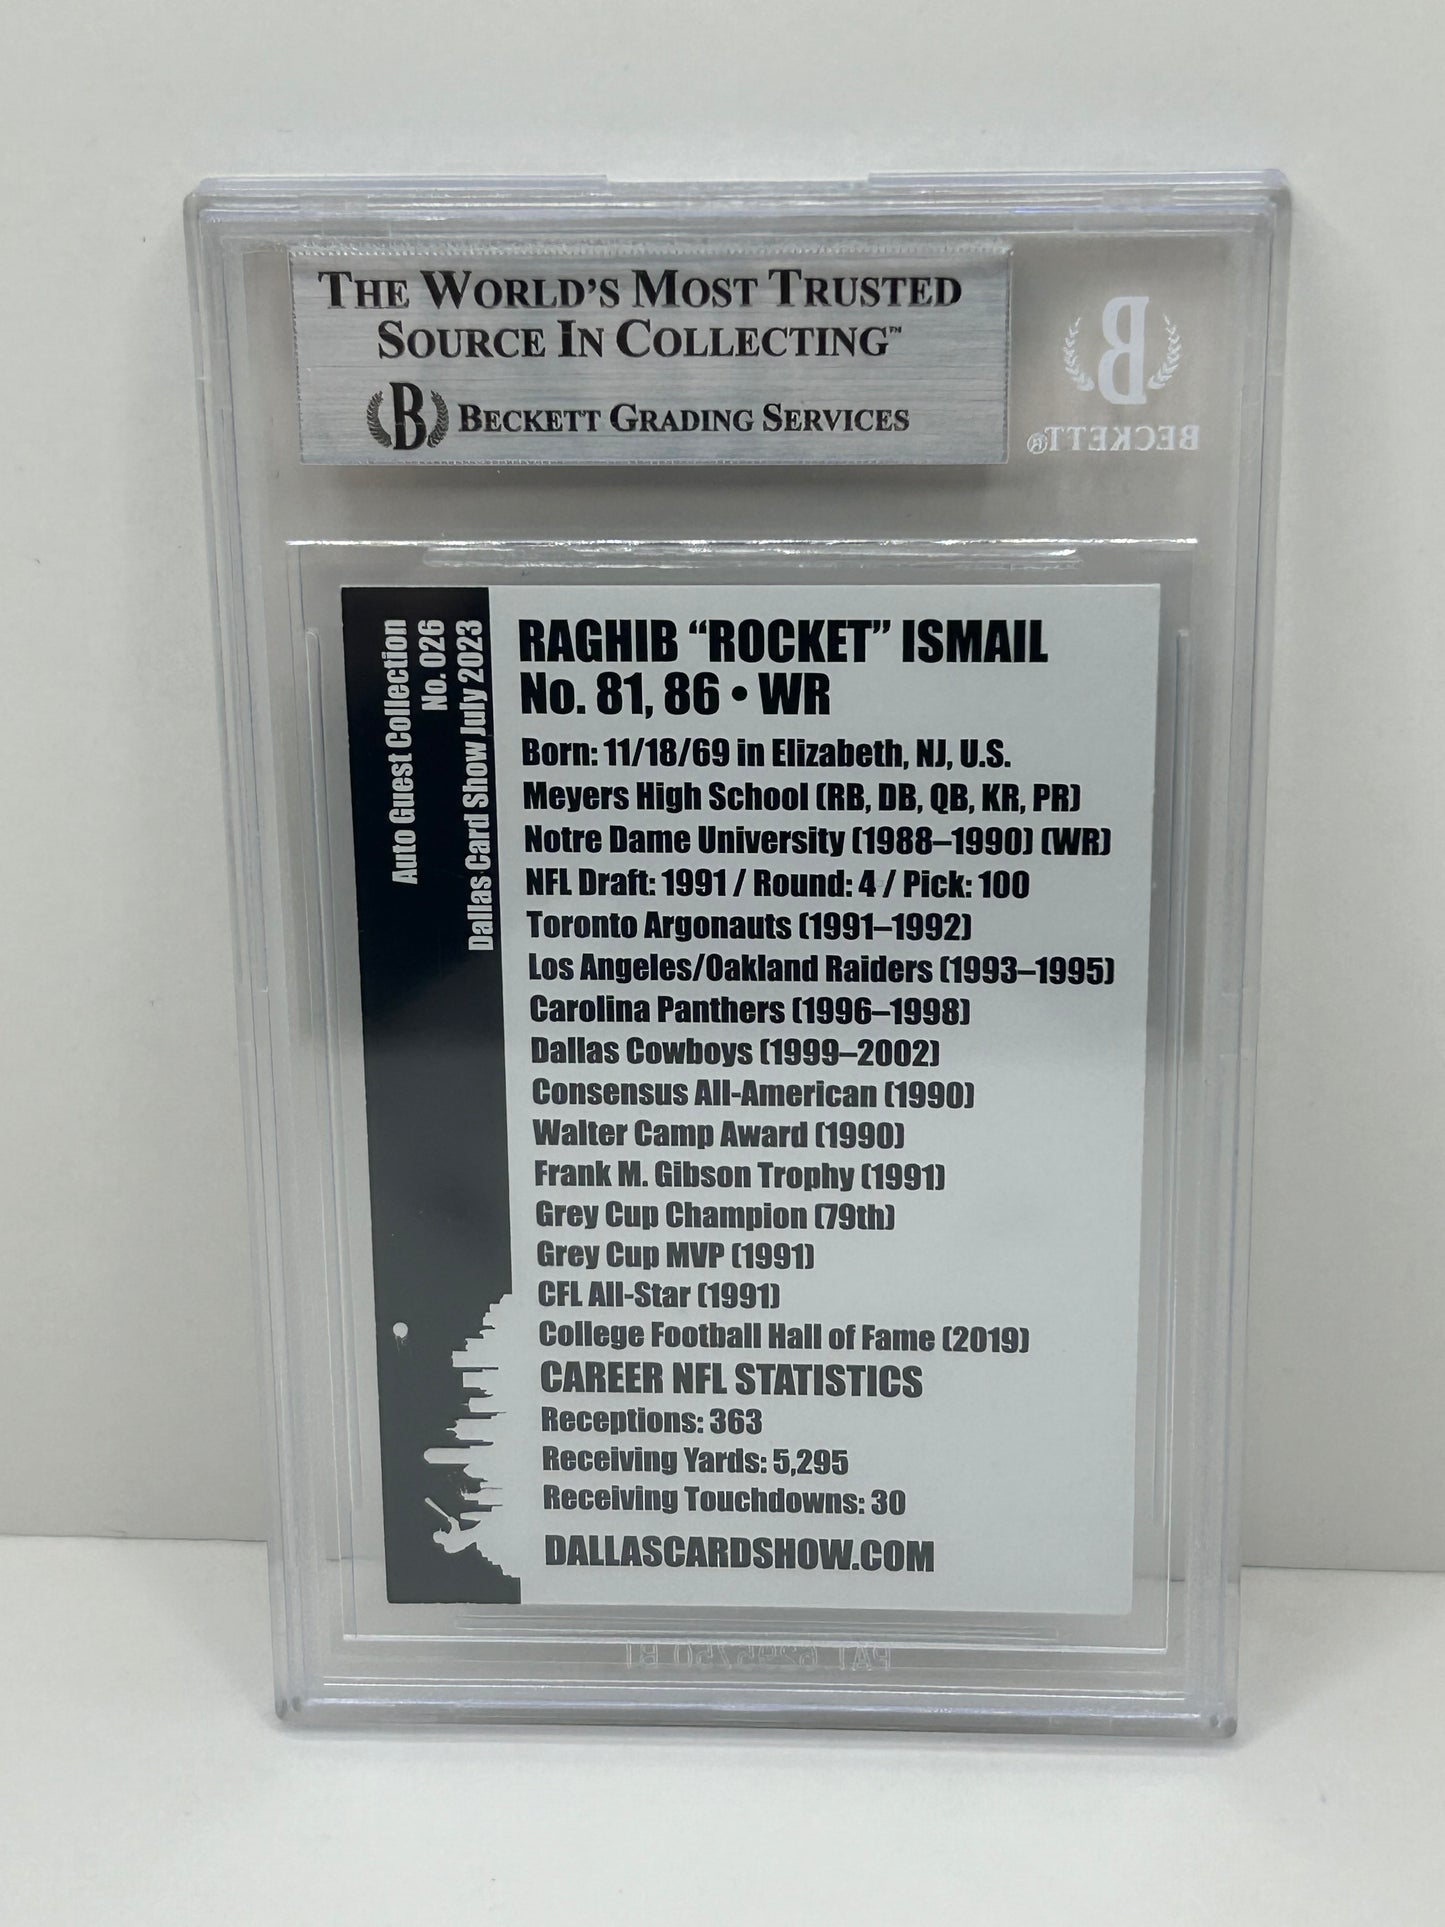 THE WORLD'S MOST TRUSTED
SOURCE IN COLLECTING™
B BECKETT GRADING SERVICES
B
BECKETT®
Auto Guest Collection
No. 026
Dallas Card Show July 2023
RAGHIB “ROCKET” ISMAIL
No. 81, 86 • WR
Born: 11/18/69 in Elizabeth, NJ, U.S.
Meyers High School (RB, DB, QB, KR, PR)
Notre Dame University (1988–1990) (WR)
NFL Draft: 1991 / Round: 4 / Pick: 100
Toronto Argonauts (1991–1992)
Los Angeles/Oakland Raiders (1993–1995)
Carolina Panthers (1996–1998)
Dallas Cowboys (1999–2002)
Consensus All-American (1990)
Walter Camp Award (1990)
Frank M. Gibson Trophy (1991)
Grey Cup Champion (79th)
Grey Cup MVP (1991)
CFL All-Star (1991)
College Football Hall of Fame (2019)
CAREER NFL STATISTICS
Receptions: 363
Receiving Yards: 5,295
Receiving Touchdowns: 30
DALLASCARDSHOW.COM